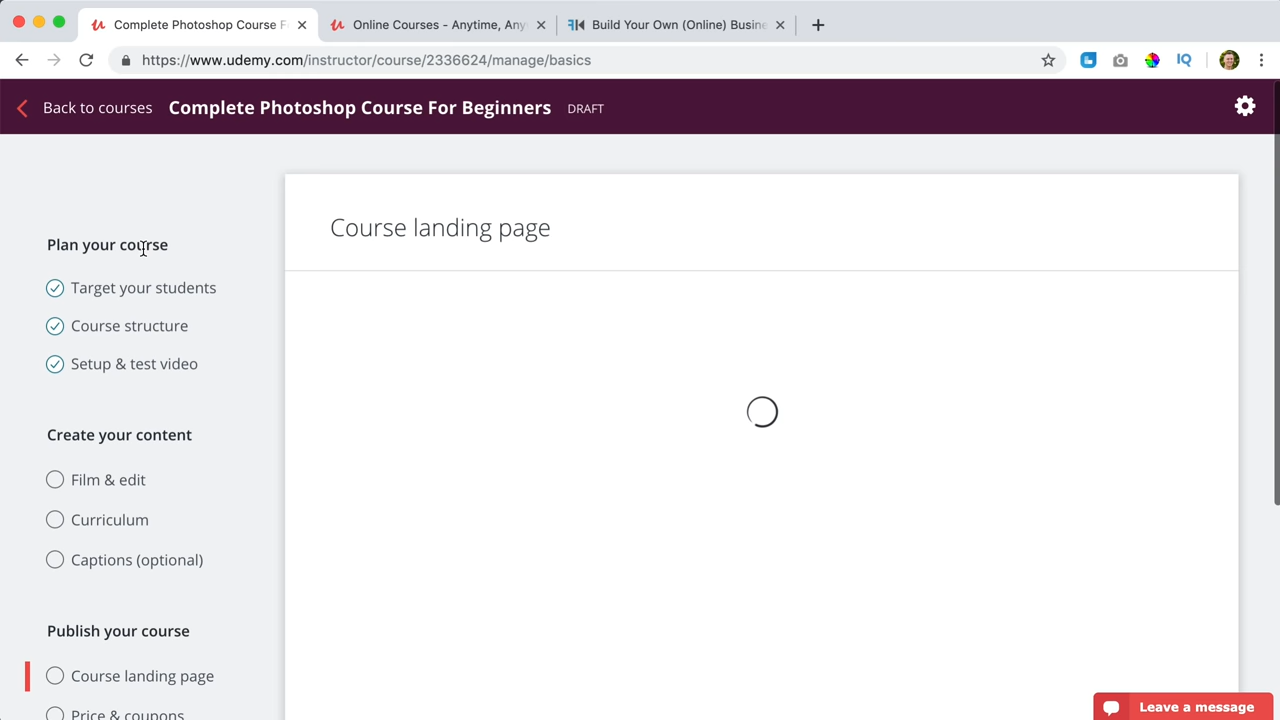 Complete Photoshop Course F
Online Courses - Anytime, Any
Build Your Own (Online) Busine
https://www.udemy.com/instructor/course/2336624/manage/basics
IQ
Back to courses
Complete Photoshop Course For Beginners
DRAFT
Course landing page
Plan your course
Target your students
Course structure
Setup & test video
Create your content
Film & edit
Curriculum
Captions (optional)
Publish your course
Course landing page
Price & coupons
Leave a message